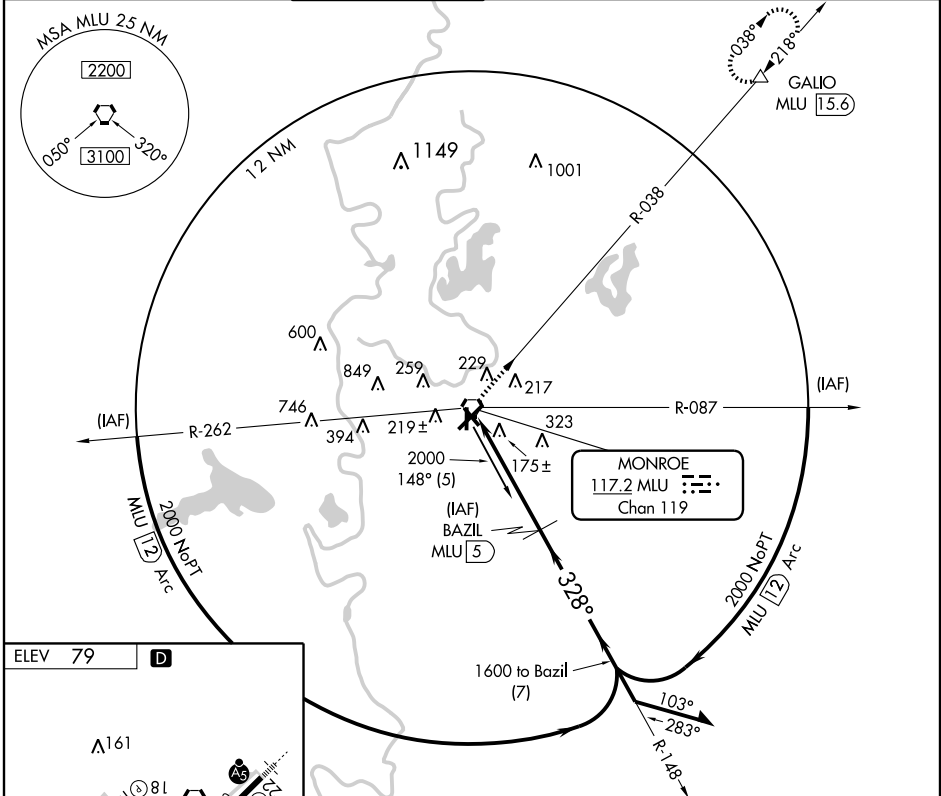 MSA MLU 25 NM
2200
050°
320°
3100
038°
218°
GALIO
MLU 15.6
12 NM
1149
1001
R-038
600
849
259
229
217
(IAF)
(IAF)
746
R-262
394
219±
R-087
323
175±
2000
148° (5)
MONROE
117.2 MLU
Chan 119
(IAF)
BAZIL
MLU 5
2000 NoPT
MLU 12 Arc
2000 NoPT
MLU 12 Arc
328°
1600 to Bazil
(7)
103°
283°
R-148
ELEV 79
D
161
A5
18
P
22